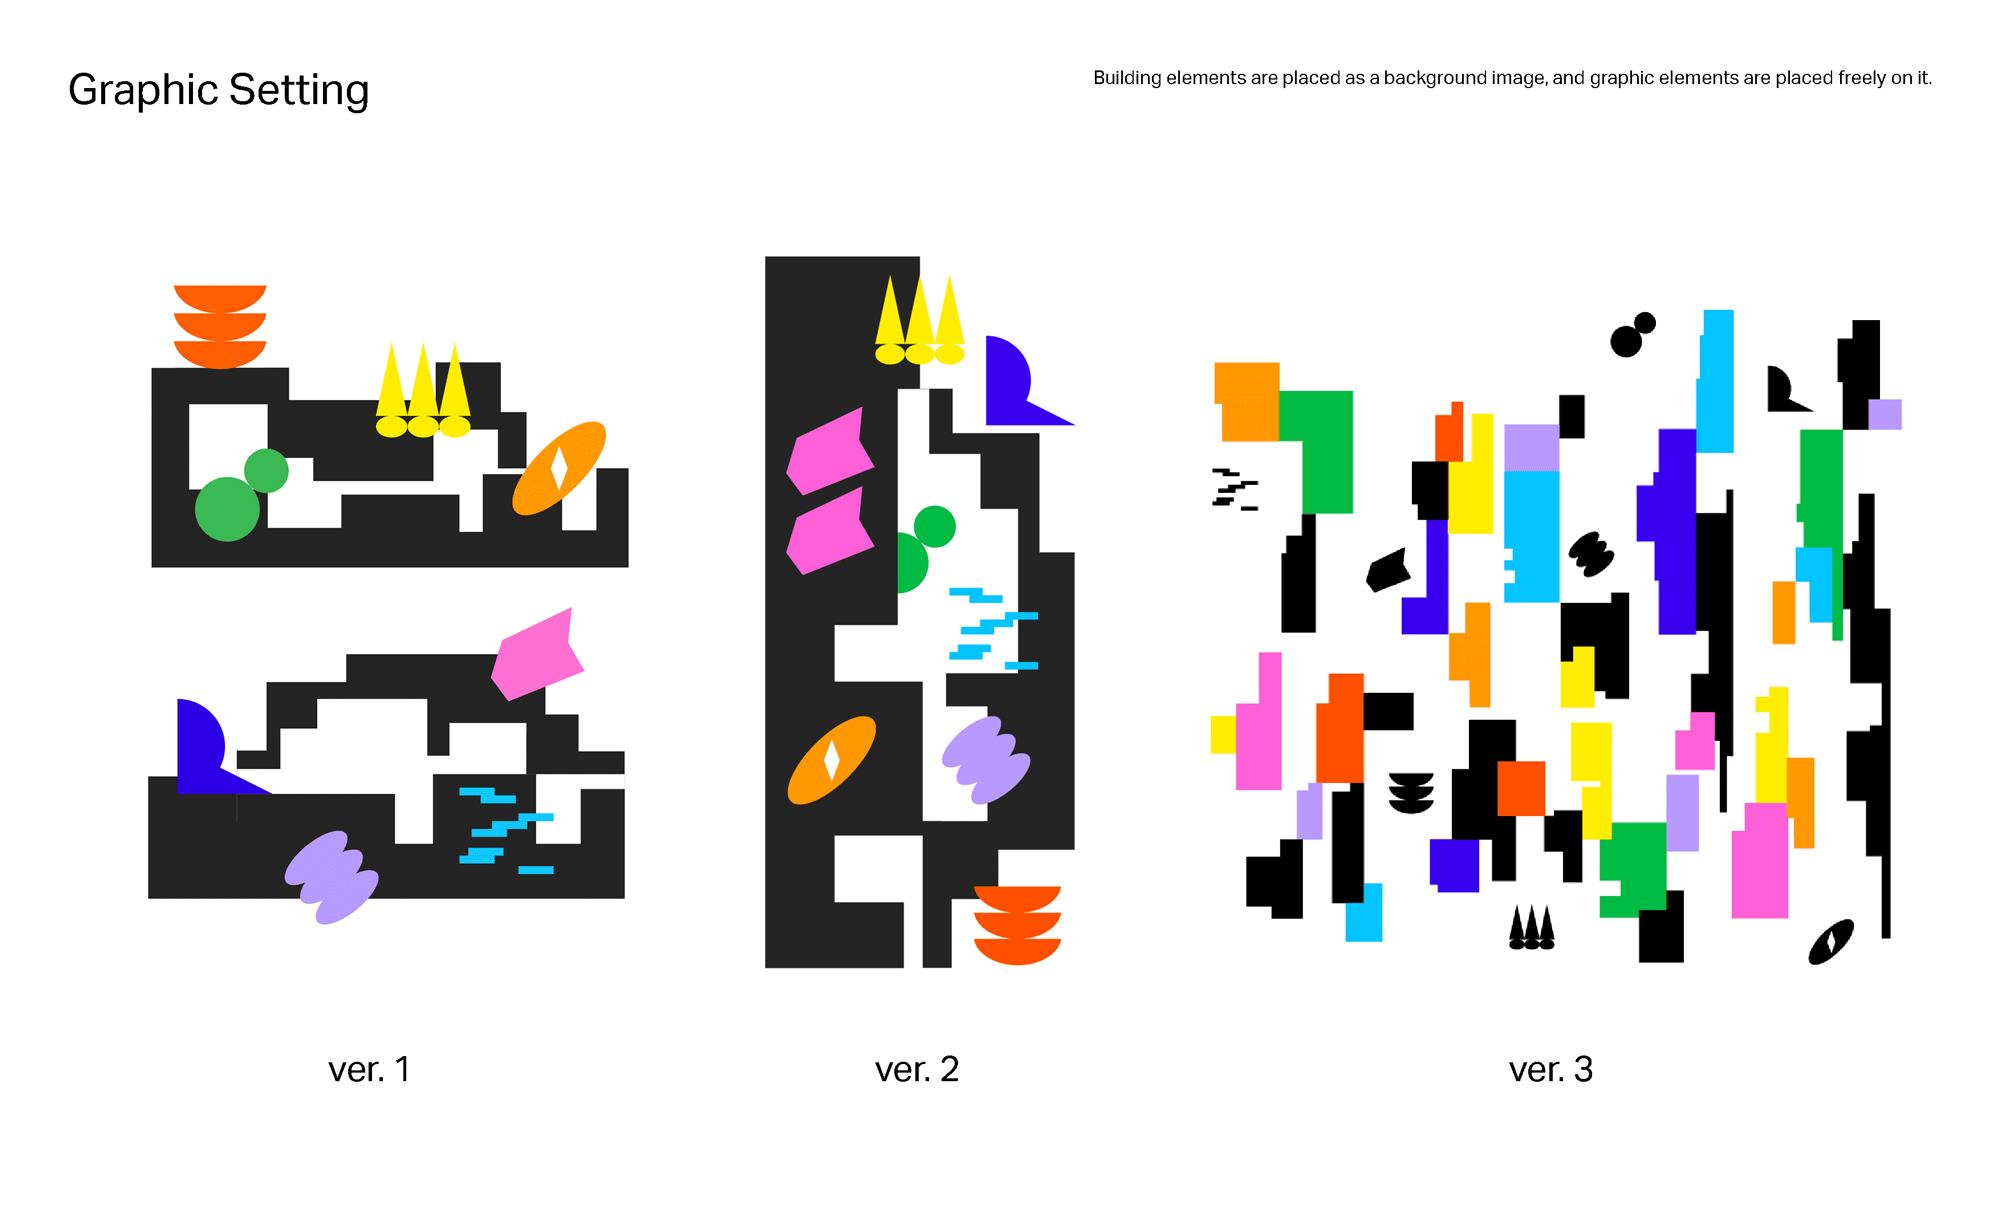 Graphic Setting
Building elements are placed as a background image, and graphic elements are placed freely on it.
ver. 1
ver. 2
ver. 3